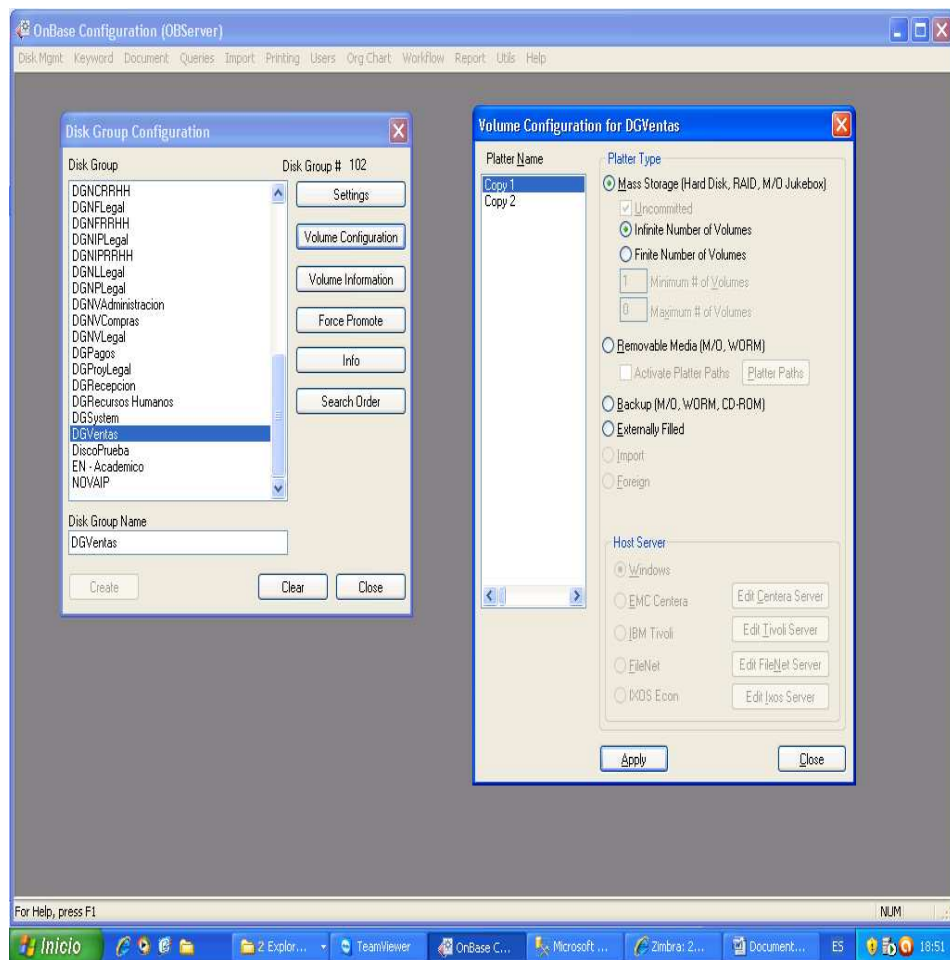 OnBase Configuration (OBServer)
Disk Mgmt Keyword Document Queries Import Printing Users Org Chart Workflow Report Utils Help
Disk Group Configuration
Disk Group Disk Group # 102
DGNCRRHH
DGNFLegal
DGNFRRHH
DGNIPLegal
DGNIPRRHH
DGNLLegal
DGNPLegal
DGNVAdministracion
DGNVCompras
DGNVLegal
DGPagos
DGProyLegal
DGRecepcion
DGRecursos Humanos
DGSystem
DGVentas
DiscoPrueba
EN - Academico
NOVAIP
Settings
Volume Configuration
Volume Information
Force Promote
Info
Search Order
Disk Group Name
DGVentas
Create Clear Close
Volume Configuration for DGVentas
Platter Name
Copy 1
Copy 2
Platter Type
Mass Storage (Hard Disk, RAID, M/O Jukebox)
Uncommitted
Infinite Number of Volumes
Finite Number of Volumes
1 Minimum # of Volumes
0 Maximum # of Volumes
Removable Media (M/O, WORM)
Activate Platter Paths Platter Paths
Backup (M/O, WORM, CD-ROM)
Externally Filled
Import
Foreign
Host Server
Windows
EMC Centera Edit Centera Server
IBM Tivoli Edit Tivoli Server
FileNet Edit FileNet Server
IXOS Econ Edit Ixos Server
Apply Close
For Help, press F1 NUM
Inicio 2 Explor... TeamViewer OnBase C... Microsoft ... Zimbra: 2... Document... ES 18:51